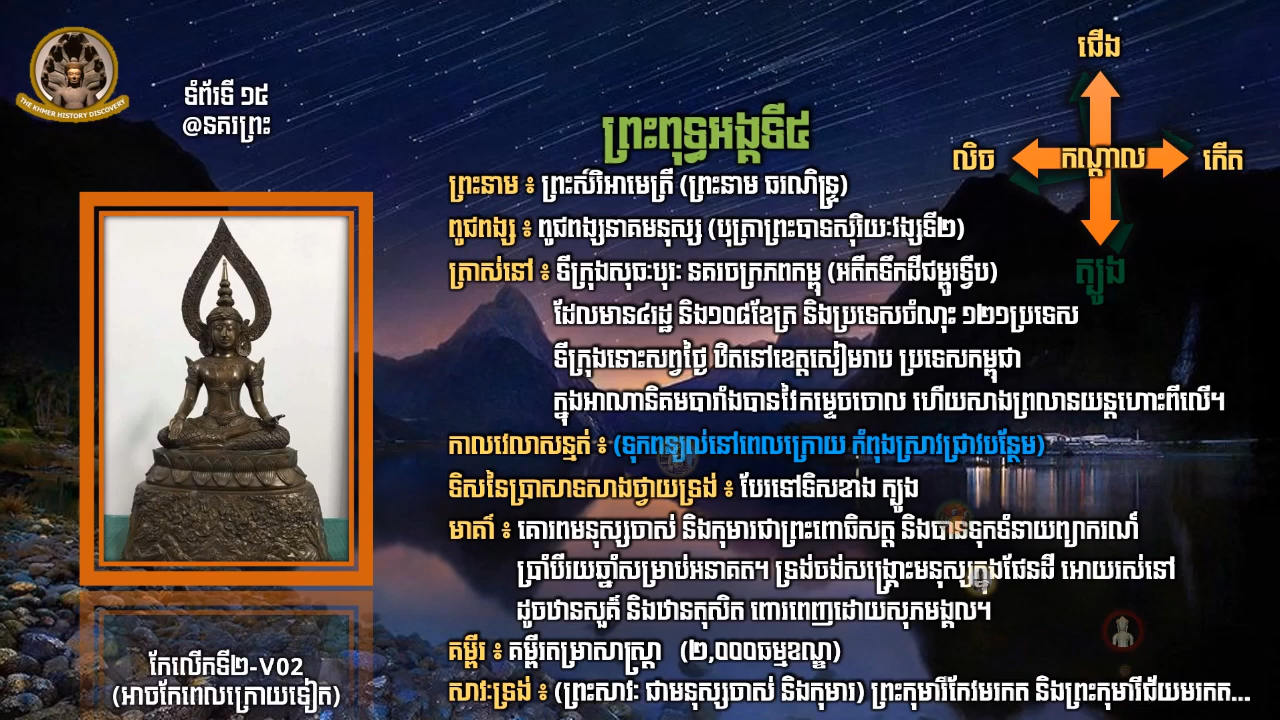 THE KHMER HISTORY DISCOVERY
ទំព័រទី ១៥
@នគរព្រះ
ព្រះពុទ្ធអង្គទី៥
ជើង
លិច
កណ្ដាល
កើត
ត្បូង
ព្រះនាម ៖ ព្រះស៍រិអាមេត្រី (ព្រះនាម ចរណិន្ទ្រ)
ពូជពង្ស ៖ ពូជពង្សនាគមនុស្ស (បុត្រាព្រះបាទសុរិយៈវង្សទី២)
ត្រាស់នៅ ៖ ទីក្រុងសុធៈបុរៈ នគរចក្រភពកម្ពុ (អតីតទឹកដីជម្ពូរទ្វីប)
ដែលមាន៤រដ្ឋ និង១០៨ខែត្រ និងប្រទេសចំណុះ ១២១ប្រទេស
ទីក្រុងនោះសព្វថ្ងៃ ឋិតនៅខេត្តសៀមរាប ប្រទេសកម្ពុជា
ក្នុងអាណានិគមបារាំងបានវៃកម្ទេចចោល ហើយសាងព្រលានយន្តហោះពីលើ។
កាលវេលាសន្មត់ ៖ (ទុកពន្យល់នៅពេលក្រោយ កំពុងស្រាវជ្រាវបន្ថែម)
ទិសនៃប្រាសាទសាងថ្វាយទ្រង់ ៖ បែរទៅទិសខាង ត្បូង
មាគ៌ា ៖ គោរពមនុស្សចាស់ និងកុមារជាព្រះពោធិសត្ត និងបានទុកទំនាយព្យាករណ៏
ប្រាំបីរយឆ្នាំសម្រាប់អនាគត។ ទ្រង់ចង់សង្គ្រោះមនុស្សក្នុងផែនដី អោយរស់នៅ
ដូចឋានសួគ៏ និងឋានតុសិត ពោរពេញដោយសុភមង្គល។
គម្ពីរ ៖ គម្ពីរតម្រាសាស្ត្រា (២,០០០ធម្មខណ្ឌ)
សាវៈទ្រង់ ៖ (ព្រះសាវៈ ជាមនុស្សចាស់ និងកុមារ) ព្រះកុមារីកែវមរកត និងព្រះកុមារីជ័យមរកត...
កែលើកទី២-V02
(អាចកែពេលក្រោយទៀត)